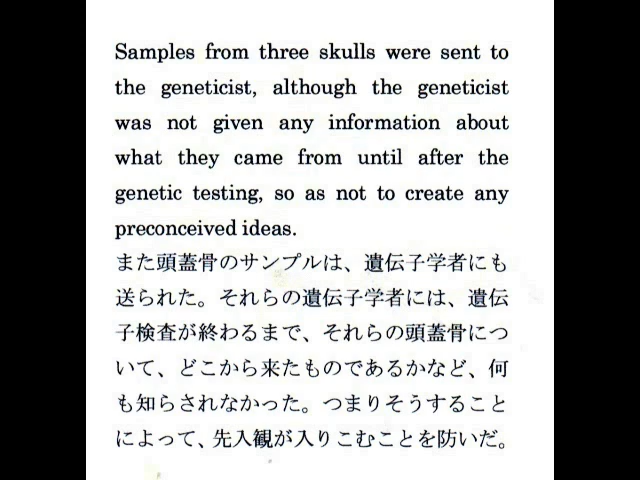 Samples from three skulls were sent to
the geneticist, although the geneticist
was not given any information about
what they came from until after the
genetic testing, so as not to create any
preconceived ideas.
また頭蓋骨のサンプルは、遺伝子学者にも
送られた。それらの遺伝子学者には、遺伝
子検査が終わるまで、それらの頭蓋骨につ
いて、どこから来たものであるかなど、何
も知らされなかった。つまりそうすること
によって、先入観が入りこむことを防いだ。